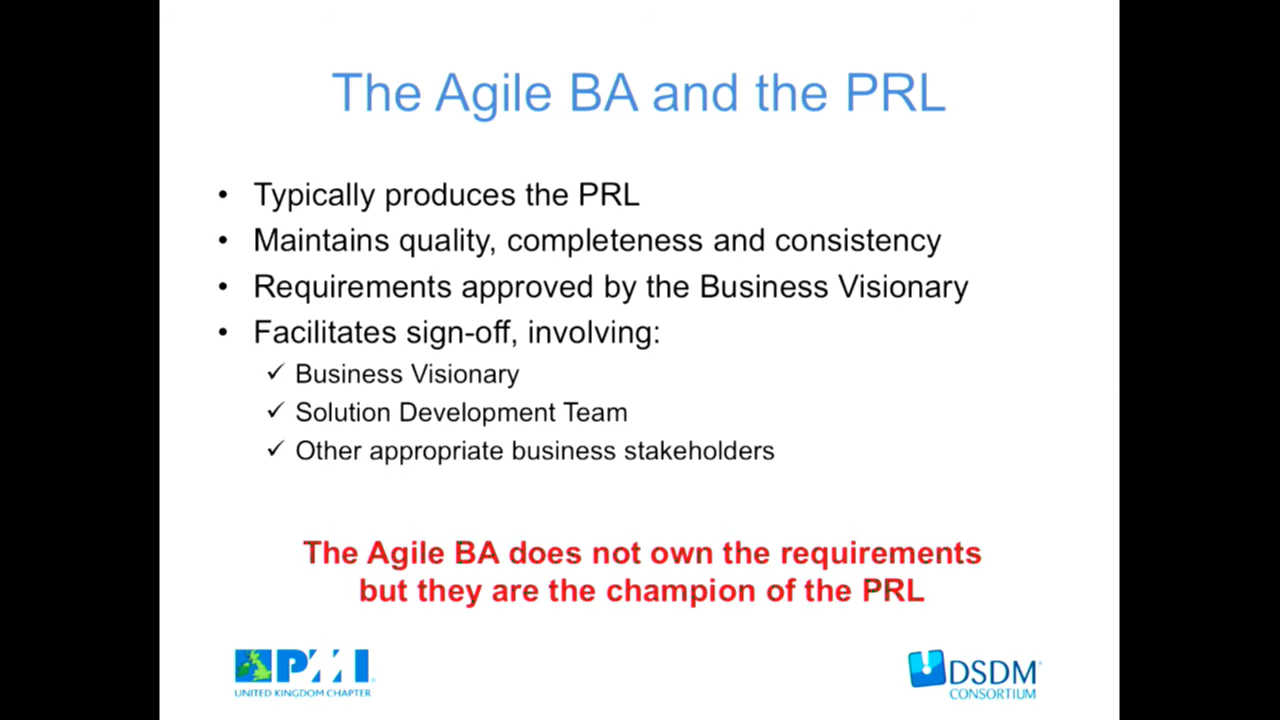 The Agile BA and the PRL
• Typically produces the PRL
• Maintains quality, completeness and consistency
• Requirements approved by the Business Visionary
• Facilitates sign-off, involving:
✓ Business Visionary
✓ Solution Development Team
✓ Other appropriate business stakeholders
The Agile BA does not own the requirements
but they are the champion of the PRL
PMI
UNITED KINGDOM CHAPTER
DSDM
CONSORTIUM